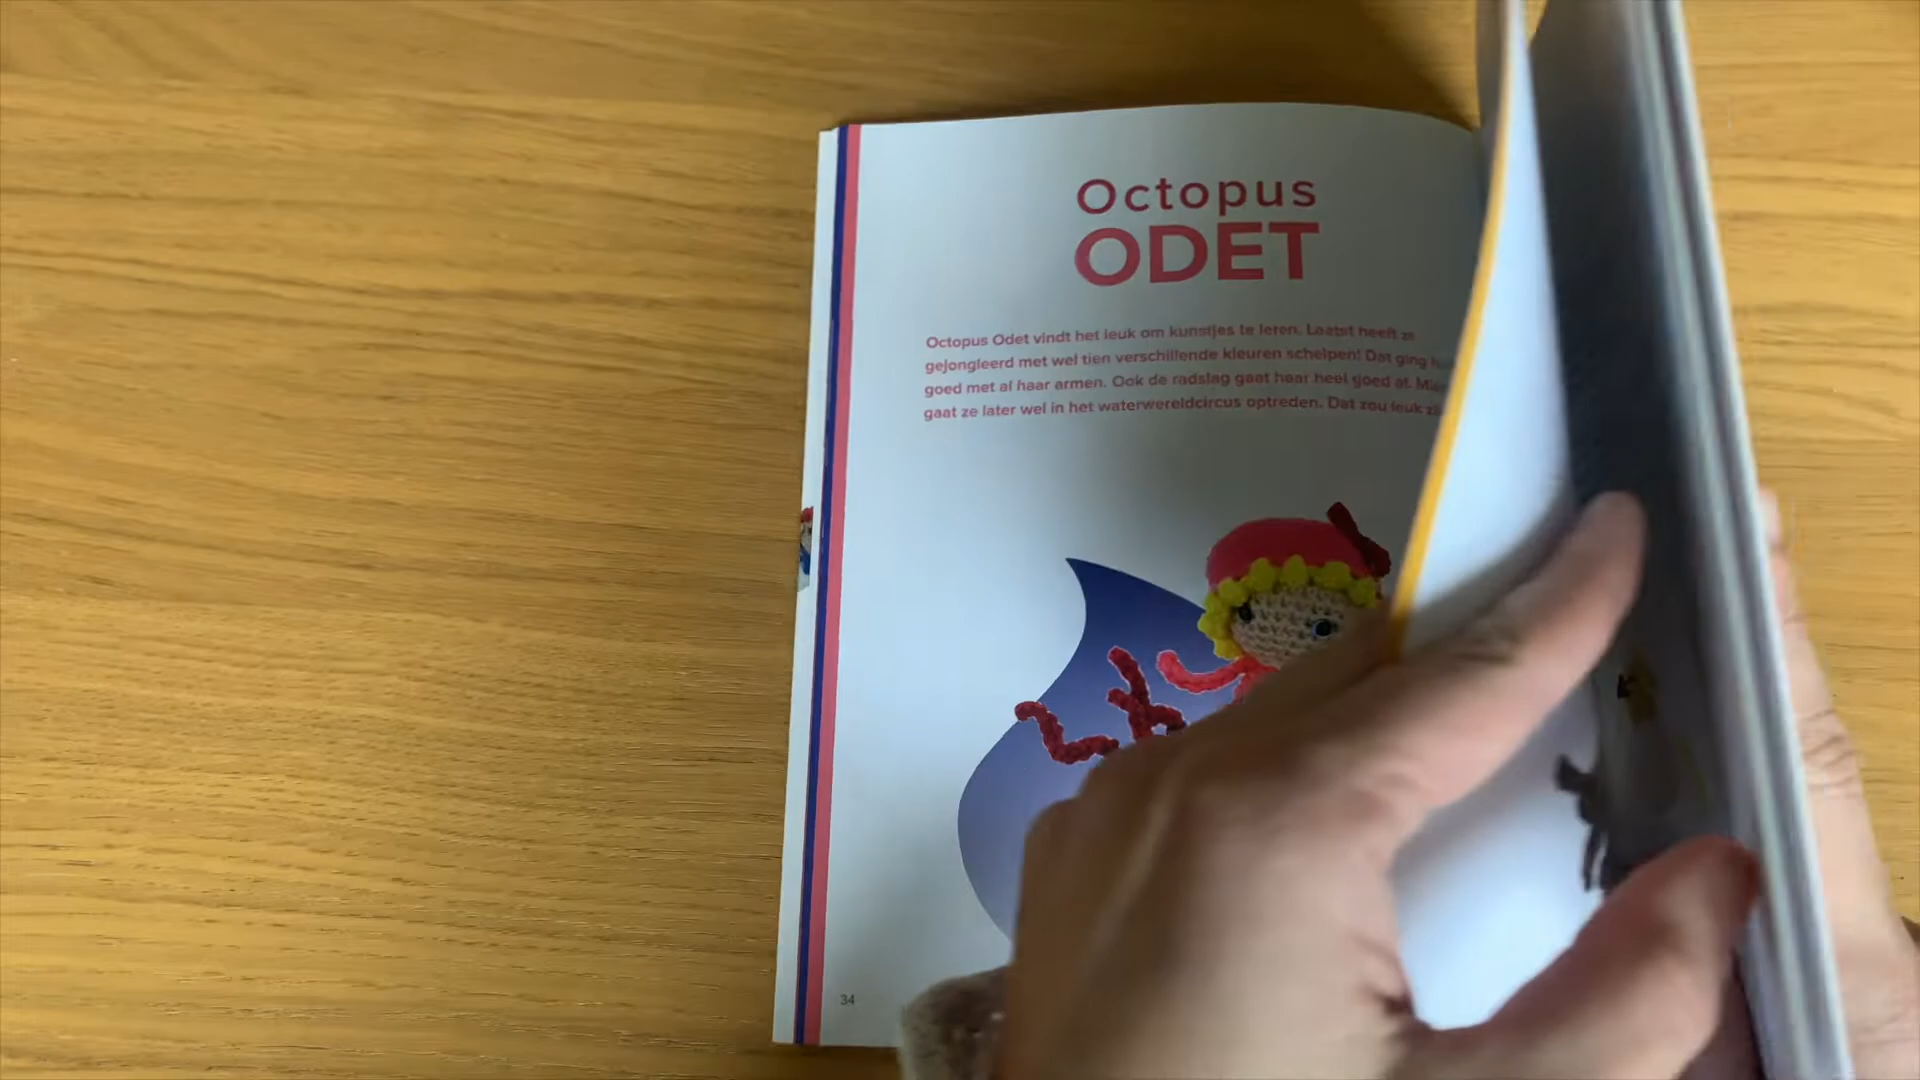 Octopus
ODET
Octopus Odet vindt het leuk om kunstjes te leren. Laatst heeft ze
gejongleerd met wel tien verschillende kleuren schelpen! Dat ging
goed met al haar armen. Ook de radslag gaat haar heel goed af.
gaat ze later wel in het waterwereldcircus optreden. Dat zou leuk
34